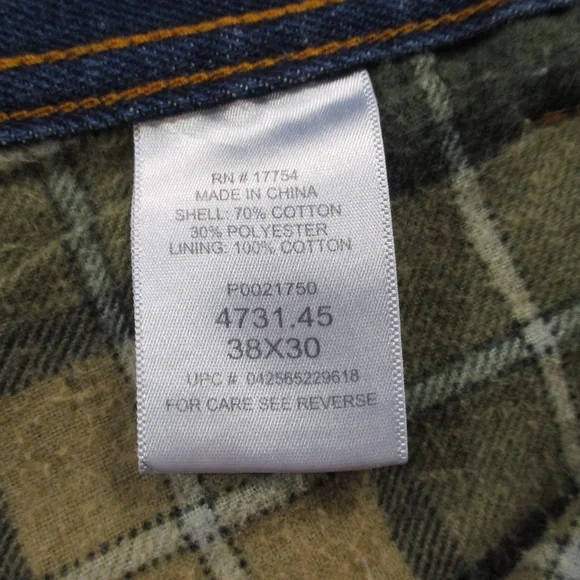 RN # 17754
MADE IN CHINA
SHELL: 70% COTTON
30% POLYESTER
LINING: 100% COTTON
P0021750
4731.45
38X30
UPC # 042565229618
FOR CARE SEE REVERSE